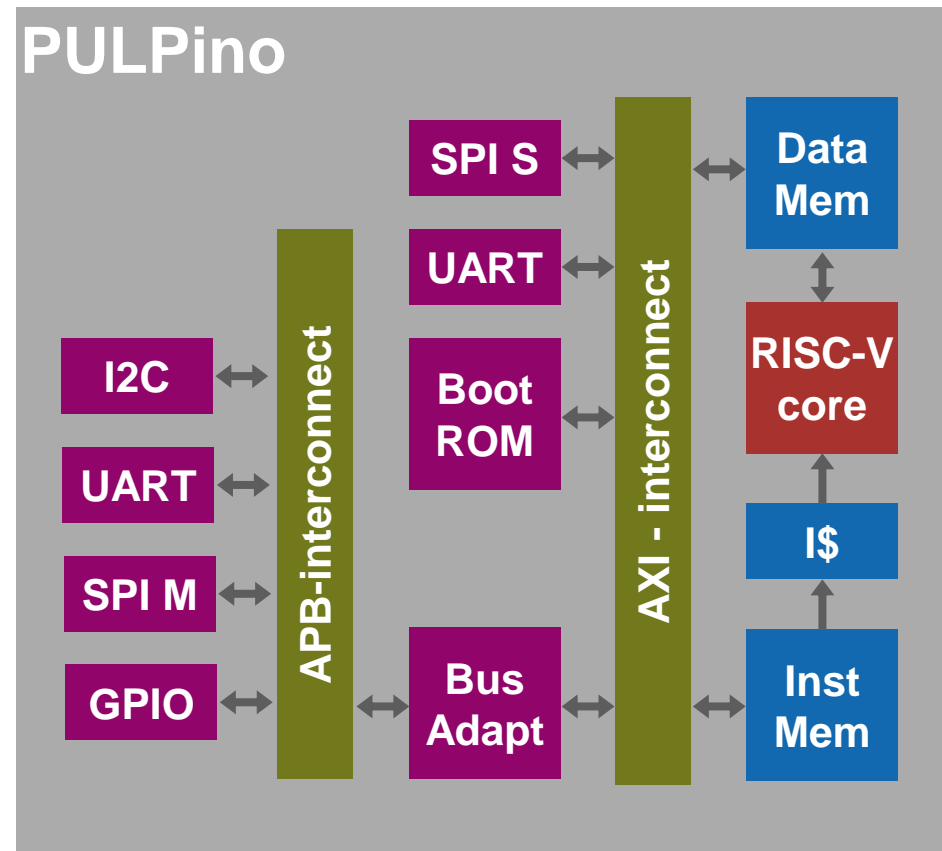 PULPino
SPI S
UART
Boot
ROM
Bus
Adapt
I2C
UART
SPI M
GPIO
APB-interconnect
AXI - interconnect
Data
Mem
RISC-V
core
I$
Inst
Mem